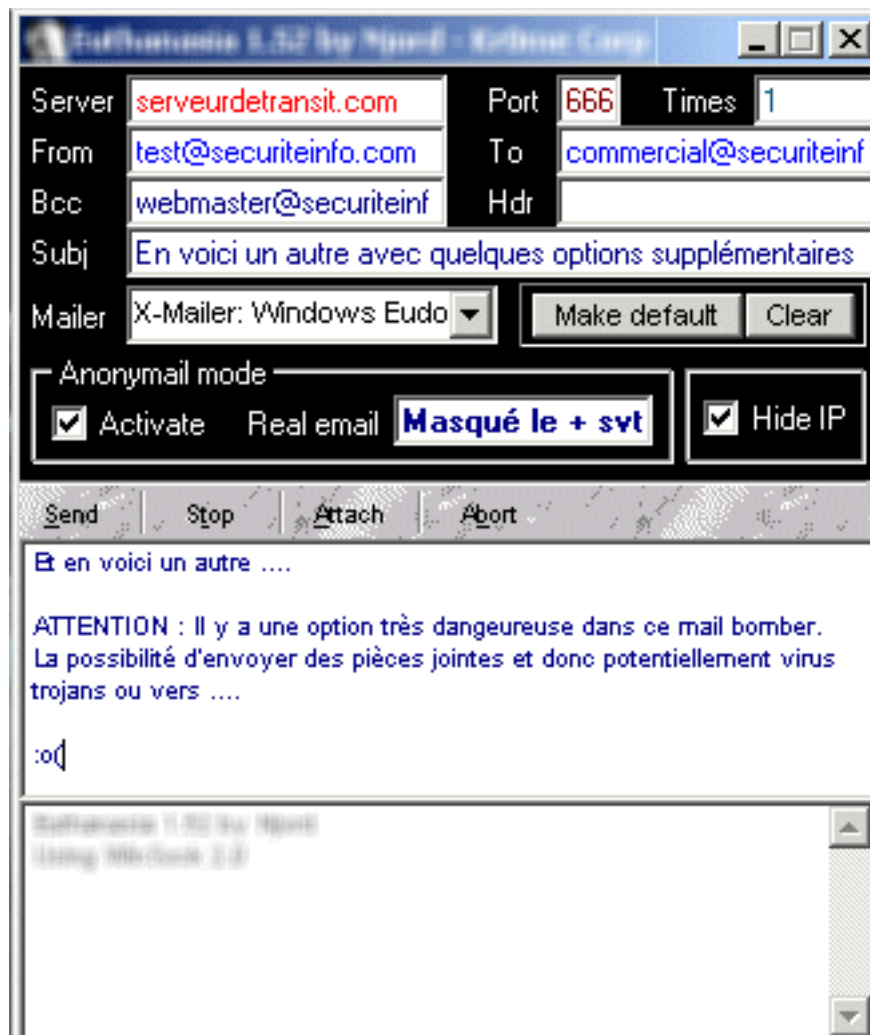 Server serveurdetransit.com Port 666 Times 1
From test@securiteinfo.com To commercial@securiteinf
Bcc webmaster@securiteinf Hdr
Subj En voici un autre avec quelques options supplémentaires
Mailer X-Mailer: Windows Eudo Make default Clear
Anonymail mode
Activate Real email Masqué le + svt Hide IP
Send Stop Attach Abort
Et en voici un autre ....
ATTENTION : Il y a une option très dangeureuse dans ce mail bomber.
La possibilité d'envoyer des pièces jointes et donc potentiellement virus
trojans ou vers ....
:o(